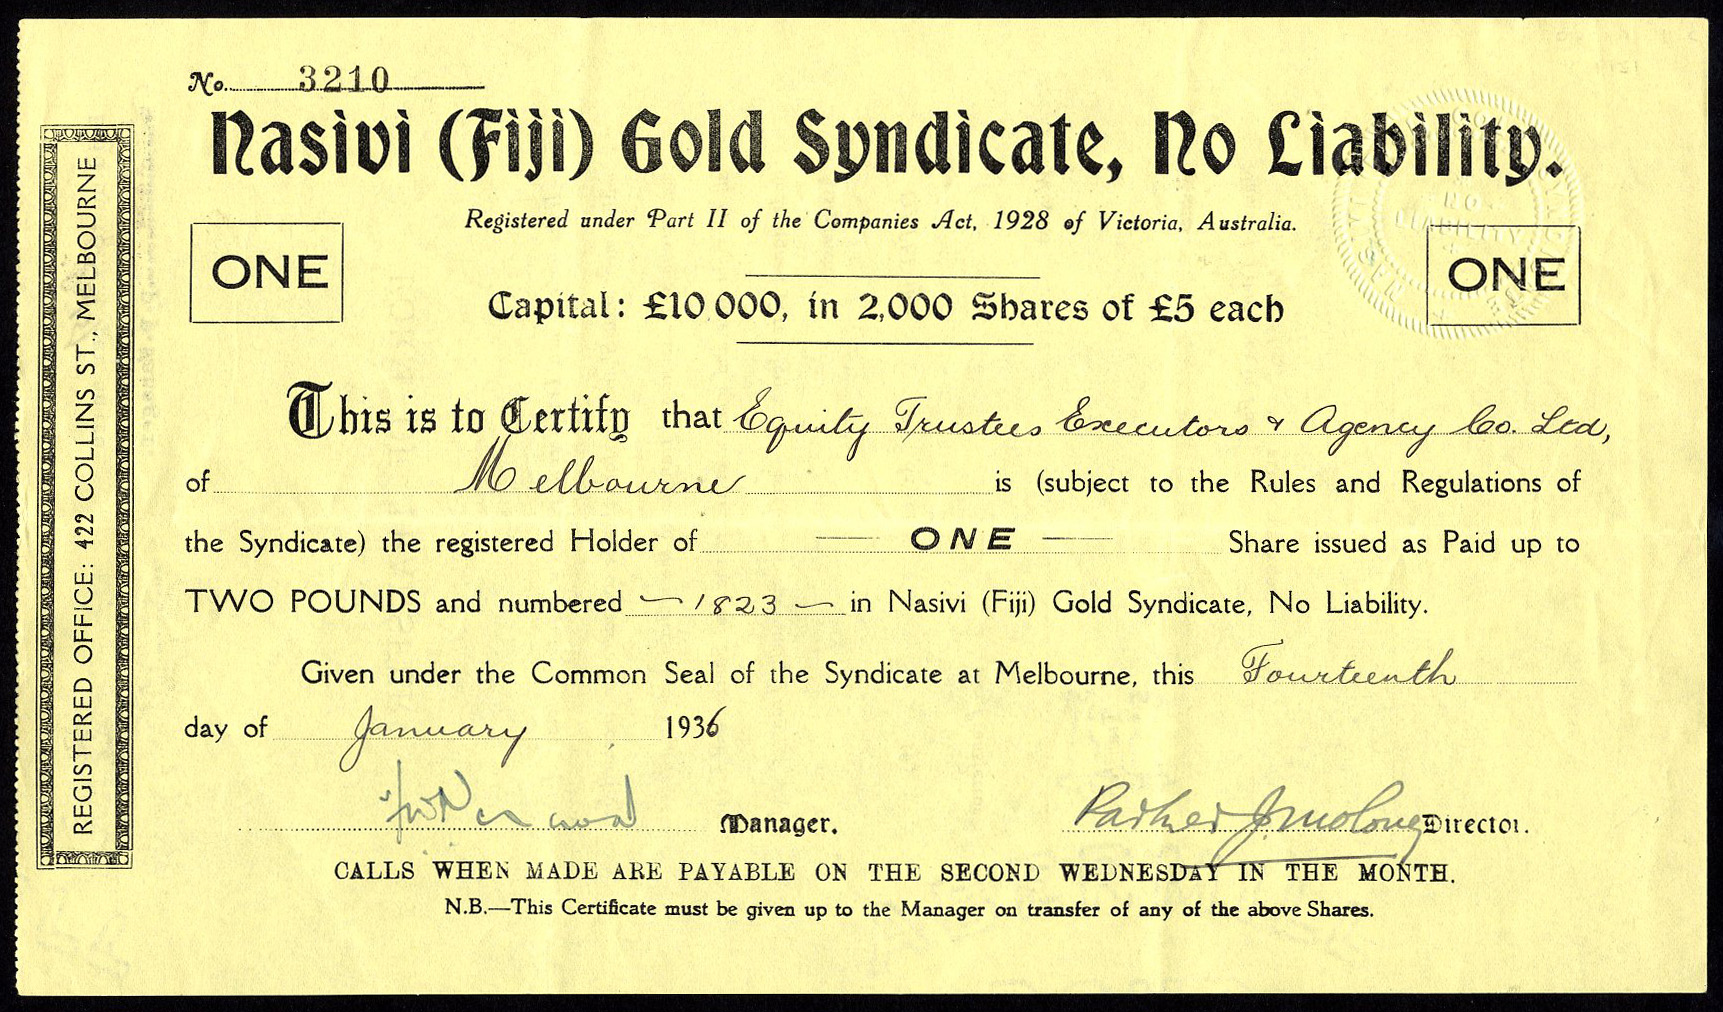 No. 3210
Nasivi (Fiji) Gold Syndicate, No Liability.
Registered under Part II of the Companies Act, 1928 of Victoria, Australia.
ONE
ONE
Capital: £10,000, in 2,000 Shares of £5 each
This is to Certify that Equity Trustees Executors & Agency Co. Ltd,
of Melbourne is (subject to the Rules and Regulations of
the Syndicate) the registered Holder of — ONE — Share issued as Paid up to
TWO POUNDS and numbered — 1823 — in Nasivi (Fiji) Gold Syndicate, No Liability.
Given under the Common Seal of the Syndicate at Melbourne, this Fourteenth
day of January 1936
Manager.
Parker J. Moloney Director.
CALLS WHEN MADE ARE PAYABLE ON THE SECOND WEDNESDAY IN THE MONTH.
N.B.—This Certificate must be given up to the Manager on transfer of any of the above Shares.
REGISTERED OFFICE: 422 COLLINS ST., MELBOURNE
NO
LIABILITY